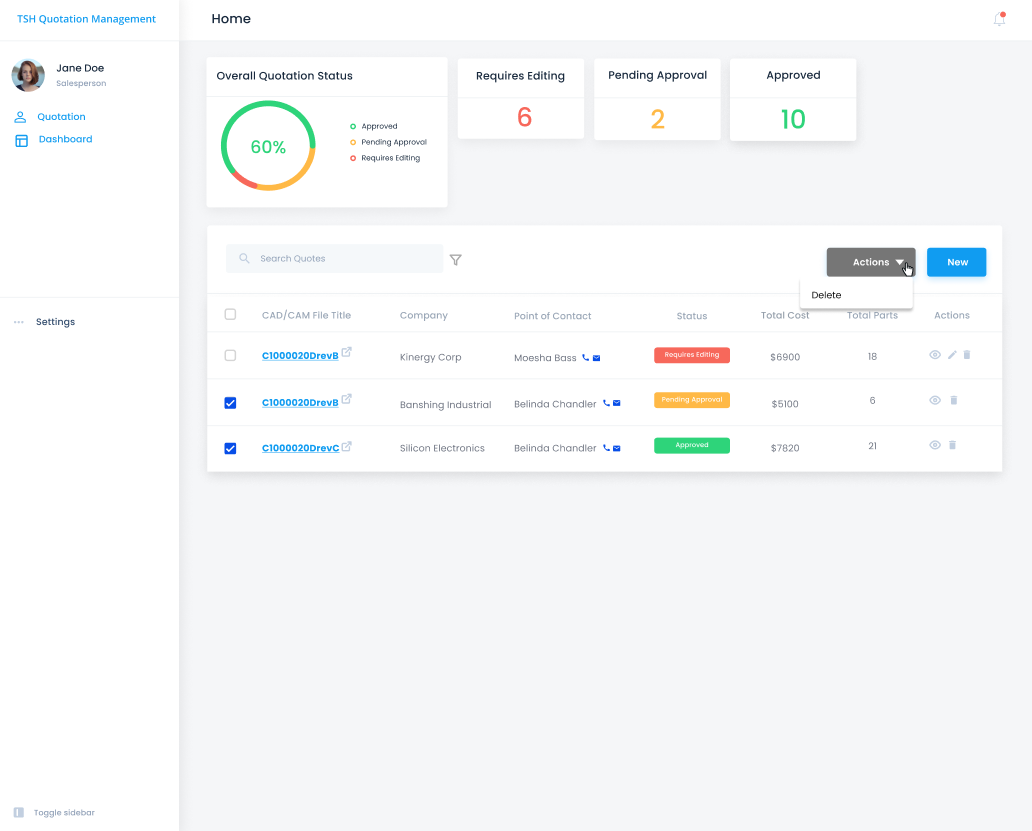 TSH Quotation Management
Home
Jane Doe
Salesperson
Quotation
Dashboard
Settings
Toggle sidebar
Overall Quotation Status
60%
Approved
Pending Approval
Requires Editing
Requires Editing
6
Pending Approval
2
Approved
10
Search Quotes
Actions
New
Delete
CAD/CAM File Title Company Point of Contact Status Total Cost Total Parts Actions
C1000020DrevB Kinergy Corp Moesha Bass Requires Editing $6900 18
C1000020DrevB Banshing Industrial Belinda Chandler Pending Approval $5100 6
C1000020DrevC Silicon Electronics Belinda Chandler Approved $7820 21